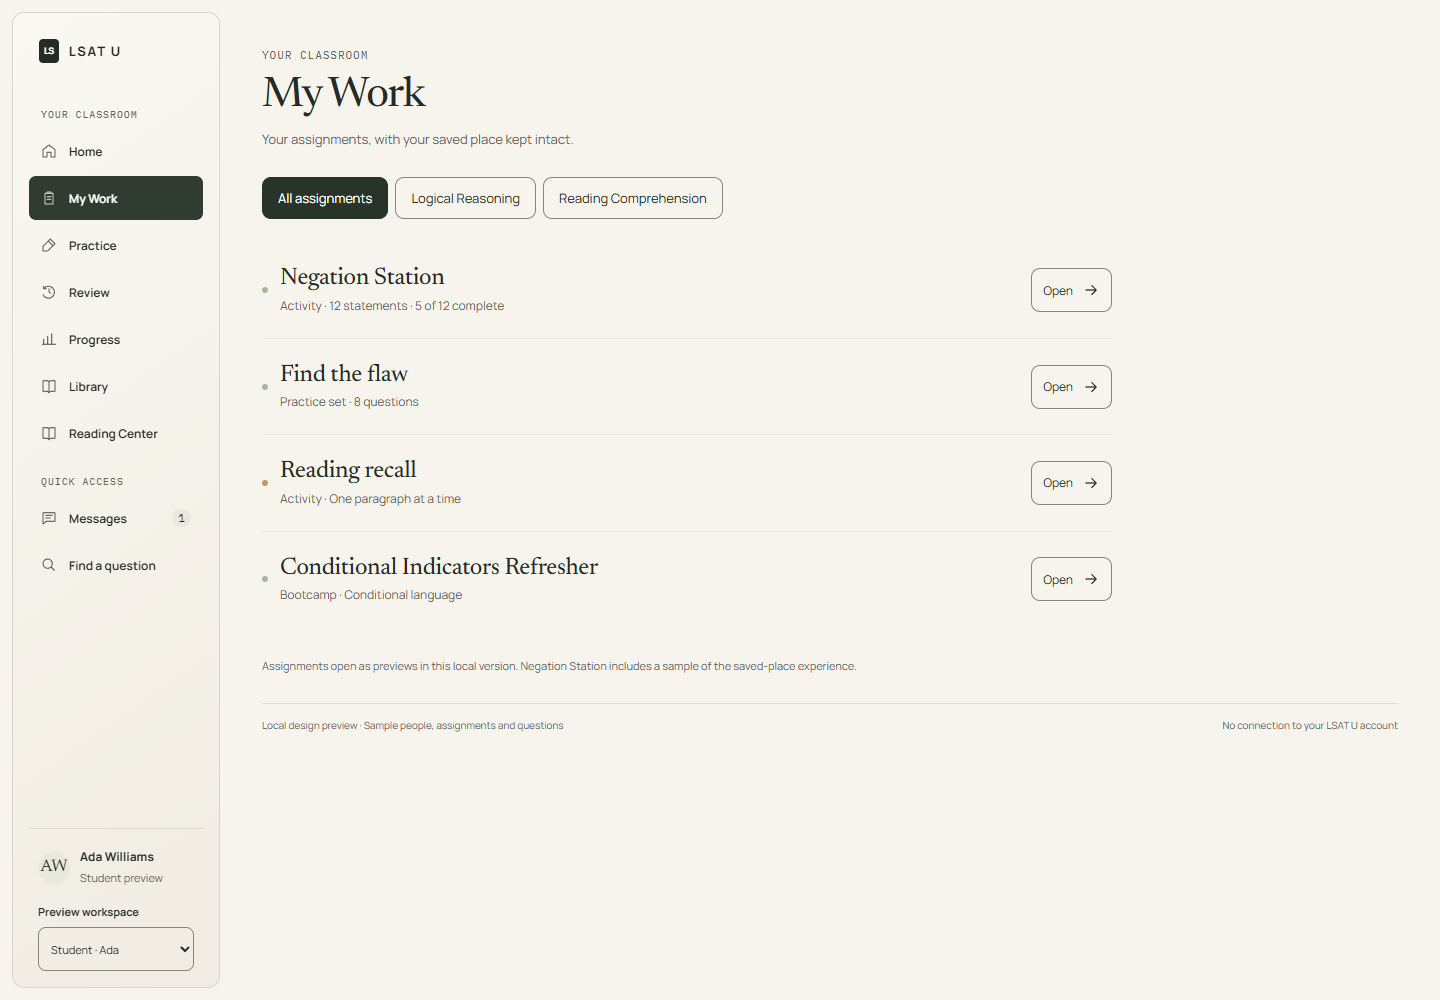 LS LSAT U
YOUR CLASSROOM
Home
My Work
Practice
Review
Progress
Library
Reading Center
QUICK ACCESS
Messages 1
Find a question
AW
Ada Williams
Student preview
Preview workspace
Student · Ada
YOUR CLASSROOM
My Work
Your assignments, with your saved place kept intact.
All assignments Logical Reasoning Reading Comprehension
Negation Station
Activity · 12 statements · 5 of 12 complete
Open
Find the flaw
Practice set · 8 questions
Open
Reading recall
Activity · One paragraph at a time
Open
Conditional Indicators Refresher
Bootcamp · Conditional language
Open
Assignments open as previews in this local version. Negation Station includes a sample of the saved-place experience.
Local design preview · Sample people, assignments and questions
No connection to your LSAT U account